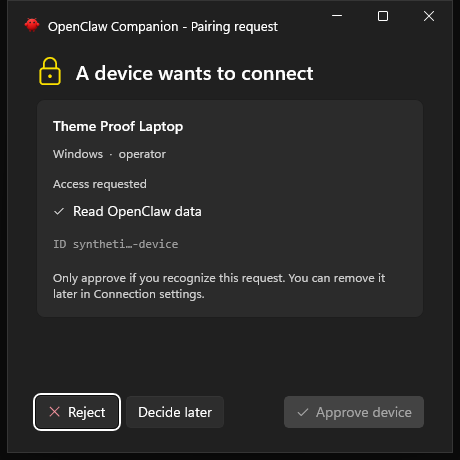 OpenClaw Companion - Pairing request
A device wants to connect
Theme Proof Laptop
Windows · operator
Access requested
Read OpenClaw data
ID syntheti…-device
Only approve if you recognize this request. You can remove it
later in Connection settings.
Reject
Decide later
Approve device